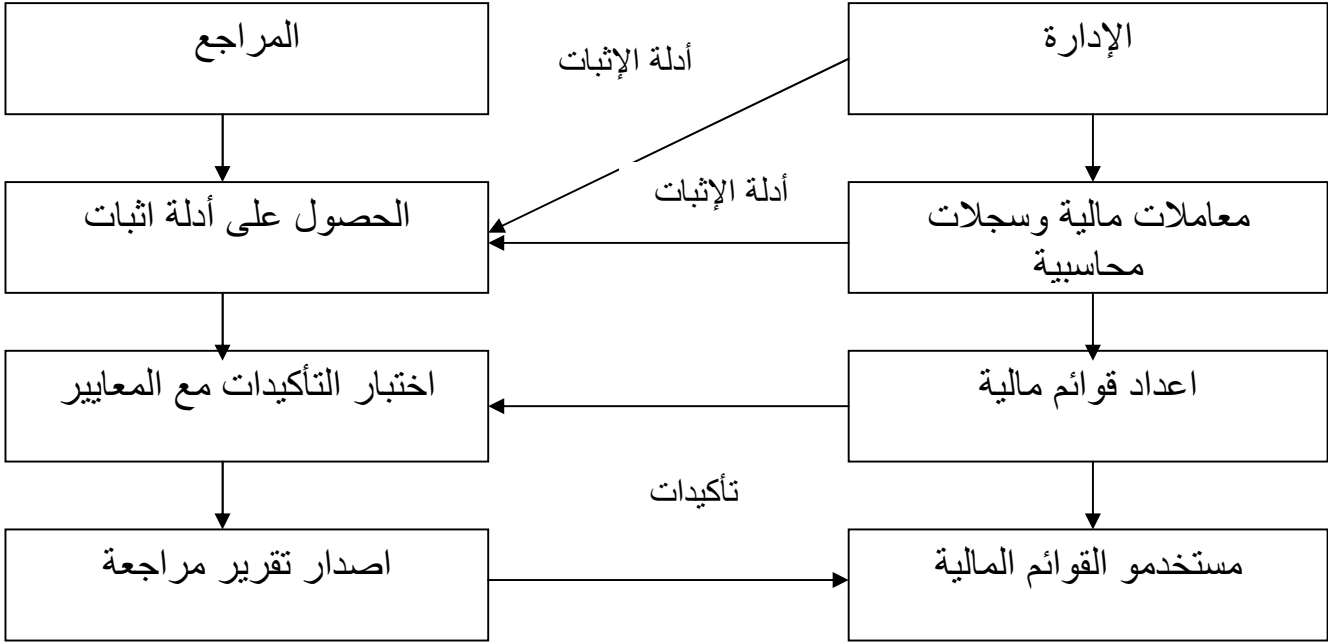 الإدارة
أدلة الإثبات
المراجع
معاملات مالية وسجلات
محاسبية
أدلة الإثبات
الحصول على أدلة اثبات
اعداد قوائم مالية
اختبار التأكيدات مع المعايير
تأكيدات
مستخدمو القوائم المالية
اصدار تقرير مراجعة